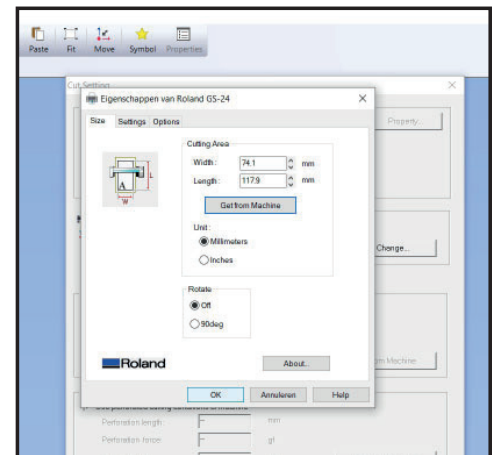 Paste Fit Move Symbol Properties
Cut Setting
Eigenschappen van Roland GS-24
Size Settings Options
Property...
Cutting Area
Width: 74.1 mm
Length: 117.9 mm
A
L
W
Get from Machine
Unit:
Millimeters
Change...
Inches
Rotate
Off
90deg
Roland
About...
om Machine
OK Annuleren Help
Perforation length: - mm
Perforation force: - gf